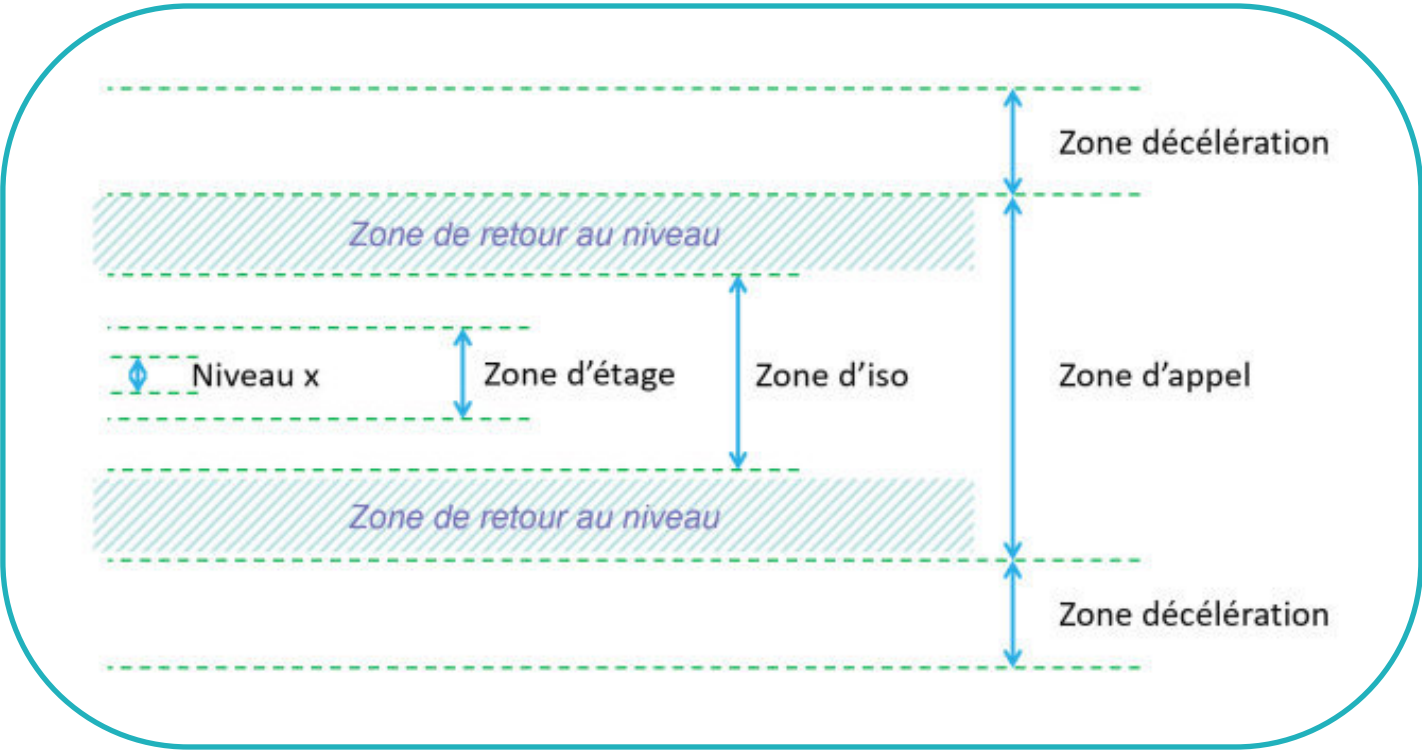 Zone décélération
Zone de retour au niveau
Niveau x
Zone d'étage
Zone d'iso
Zone d'appel
Zone de retour au niveau
Zone décélération